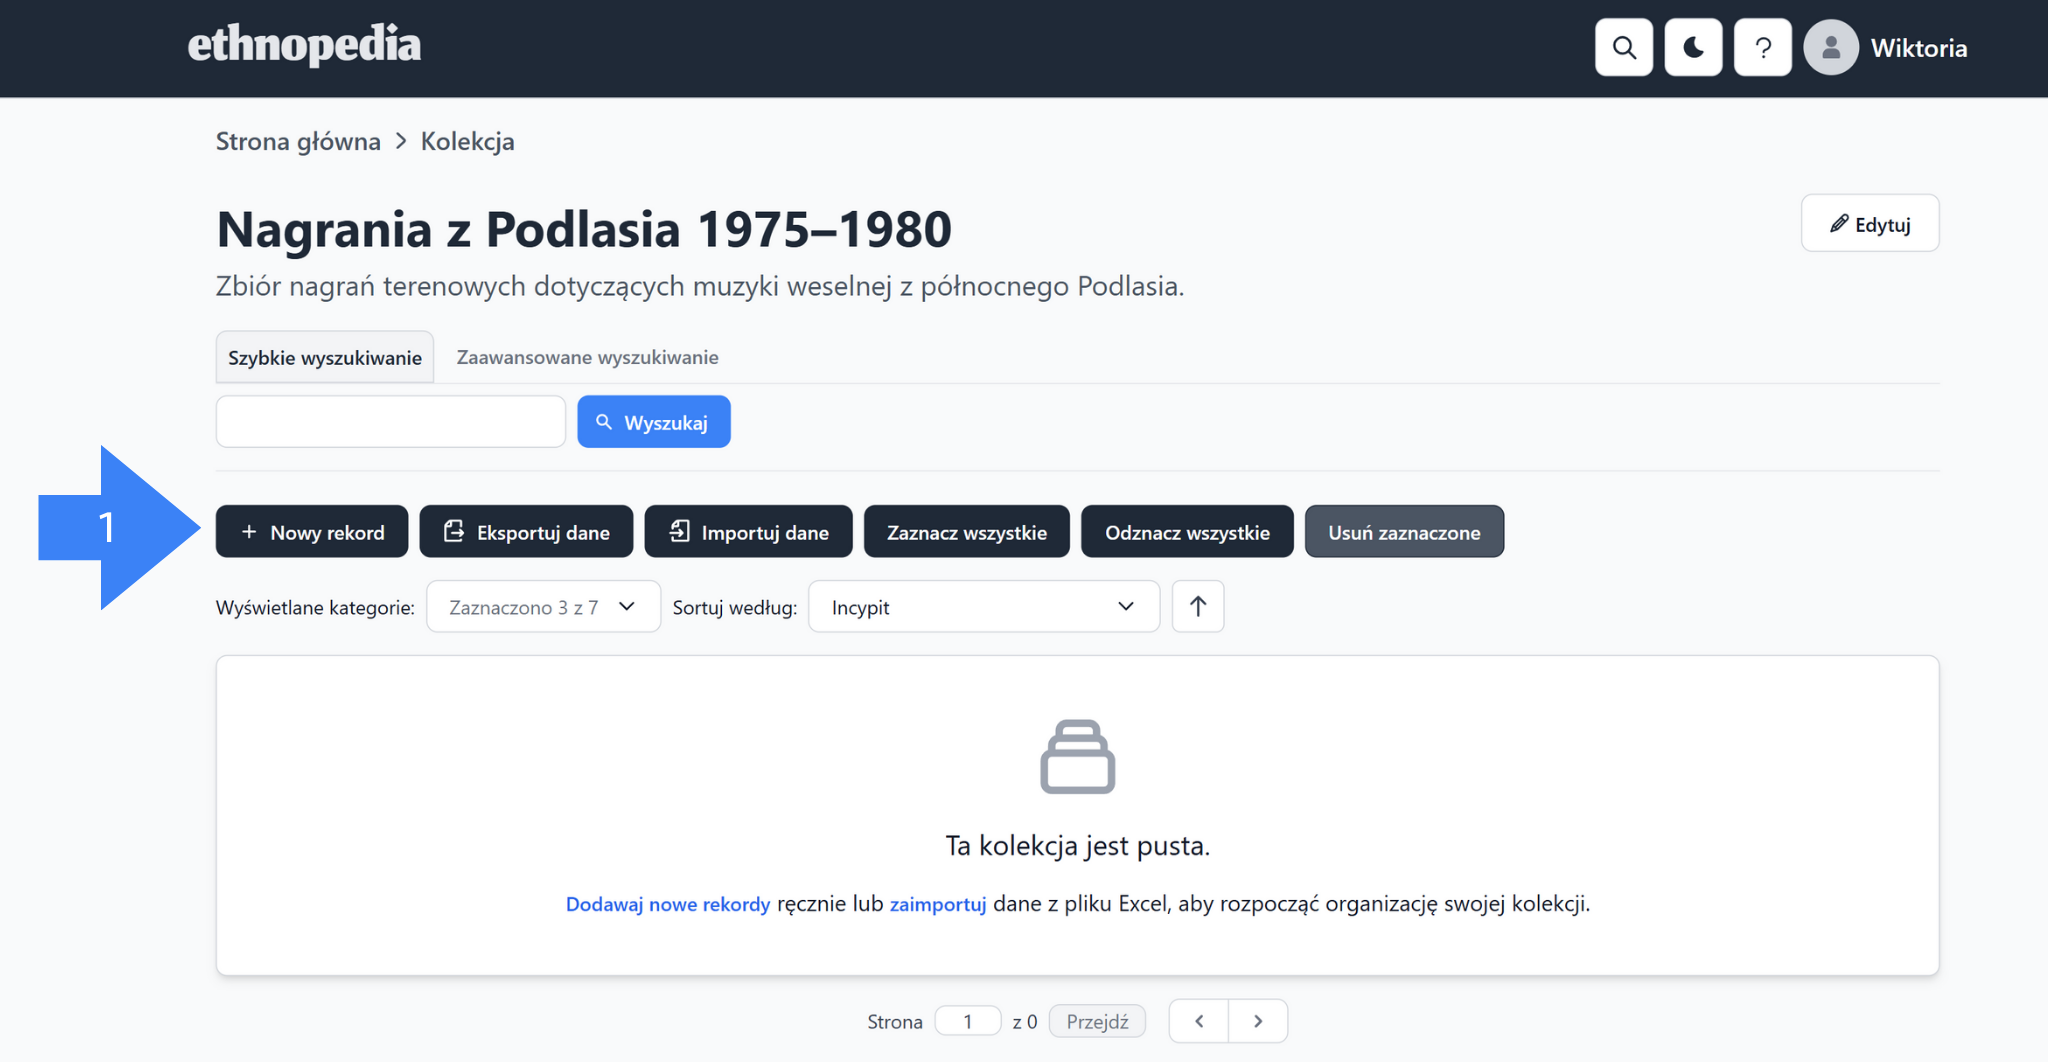 ethnopedia
? Wiktoria
Strona główna > Kolekcja
Nagrania z Podlasia 1975–1980
Edytuj
Zbiór nagrań terenowych dotyczących muzyki weselnej z północnego Podlasia.
Szybkie wyszukiwanie Zaawansowane wyszukiwanie
Wyszukaj
1
+ Nowy rekord Eksportuj dane Importuj dane Zaznacz wszystkie Odznacz wszystkie Usuń zaznaczone
Wyświetlane kategorie: Zaznaczono 3 z 7 Sortuj według: Incypit
Ta kolekcja jest pusta.
Dodawaj nowe rekordy ręcznie lub zaimportuj dane z pliku Excel, aby rozpocząć organizację swojej kolekcji.
Strona 1 z 0 Przejdź < >